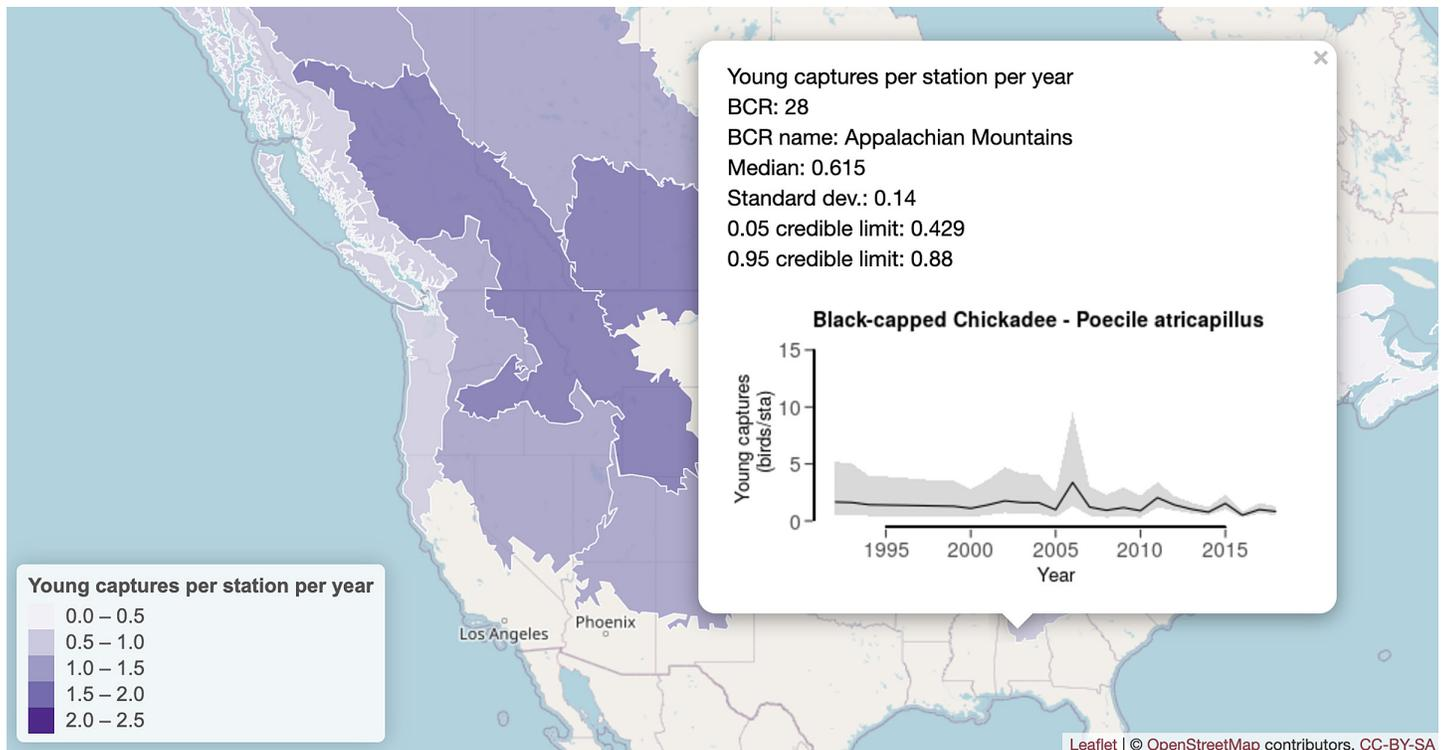 ×
Young captures per station per year
BCR: 28
BCR name: Appalachian Mountains
Median: 0.615
Standard dev.: 0.14
0.05 credible limit: 0.429
0.95 credible limit: 0.88
Black-capped Chickadee - Poecile atricapillus
Young captures
(birds/sta)
15
10
5
0
1995 2000 2005 2010 2015
Year
Young captures per station per year
0.0 – 0.5
0.5 – 1.0
1.0 – 1.5
1.5 – 2.0
2.0 – 2.5
Los Angeles
Phoenix
Leaflet | © OpenStreetMap contributors, CC-BY-SA